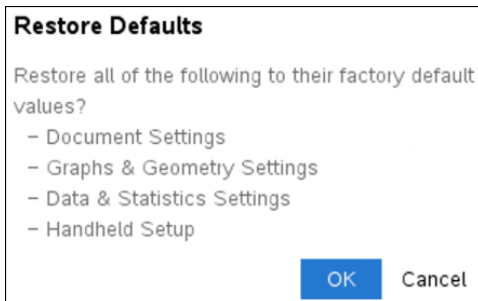 Restore Defaults
Restore all of the following to their factory default
values?
– Document Settings
– Graphs & Geometry Settings
– Data & Statistics Settings
– Handheld Setup
OK Cancel